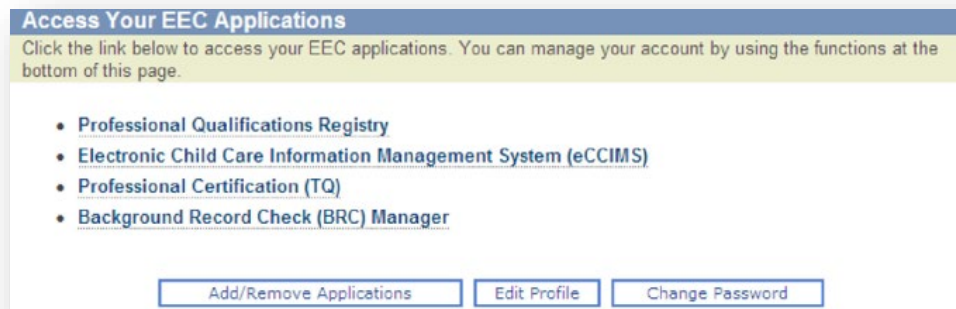 Access Your EEC Applications
Click the link below to access your EEC applications. You can manage your account by using the functions at the
bottom of this page.
Professional Qualifications Registry
Electronic Child Care Information Management System (eCCIMS)
Professional Certification (TQ)
Background Record Check (BRC) Manager
Add/Remove Applications Edit Profile Change Password